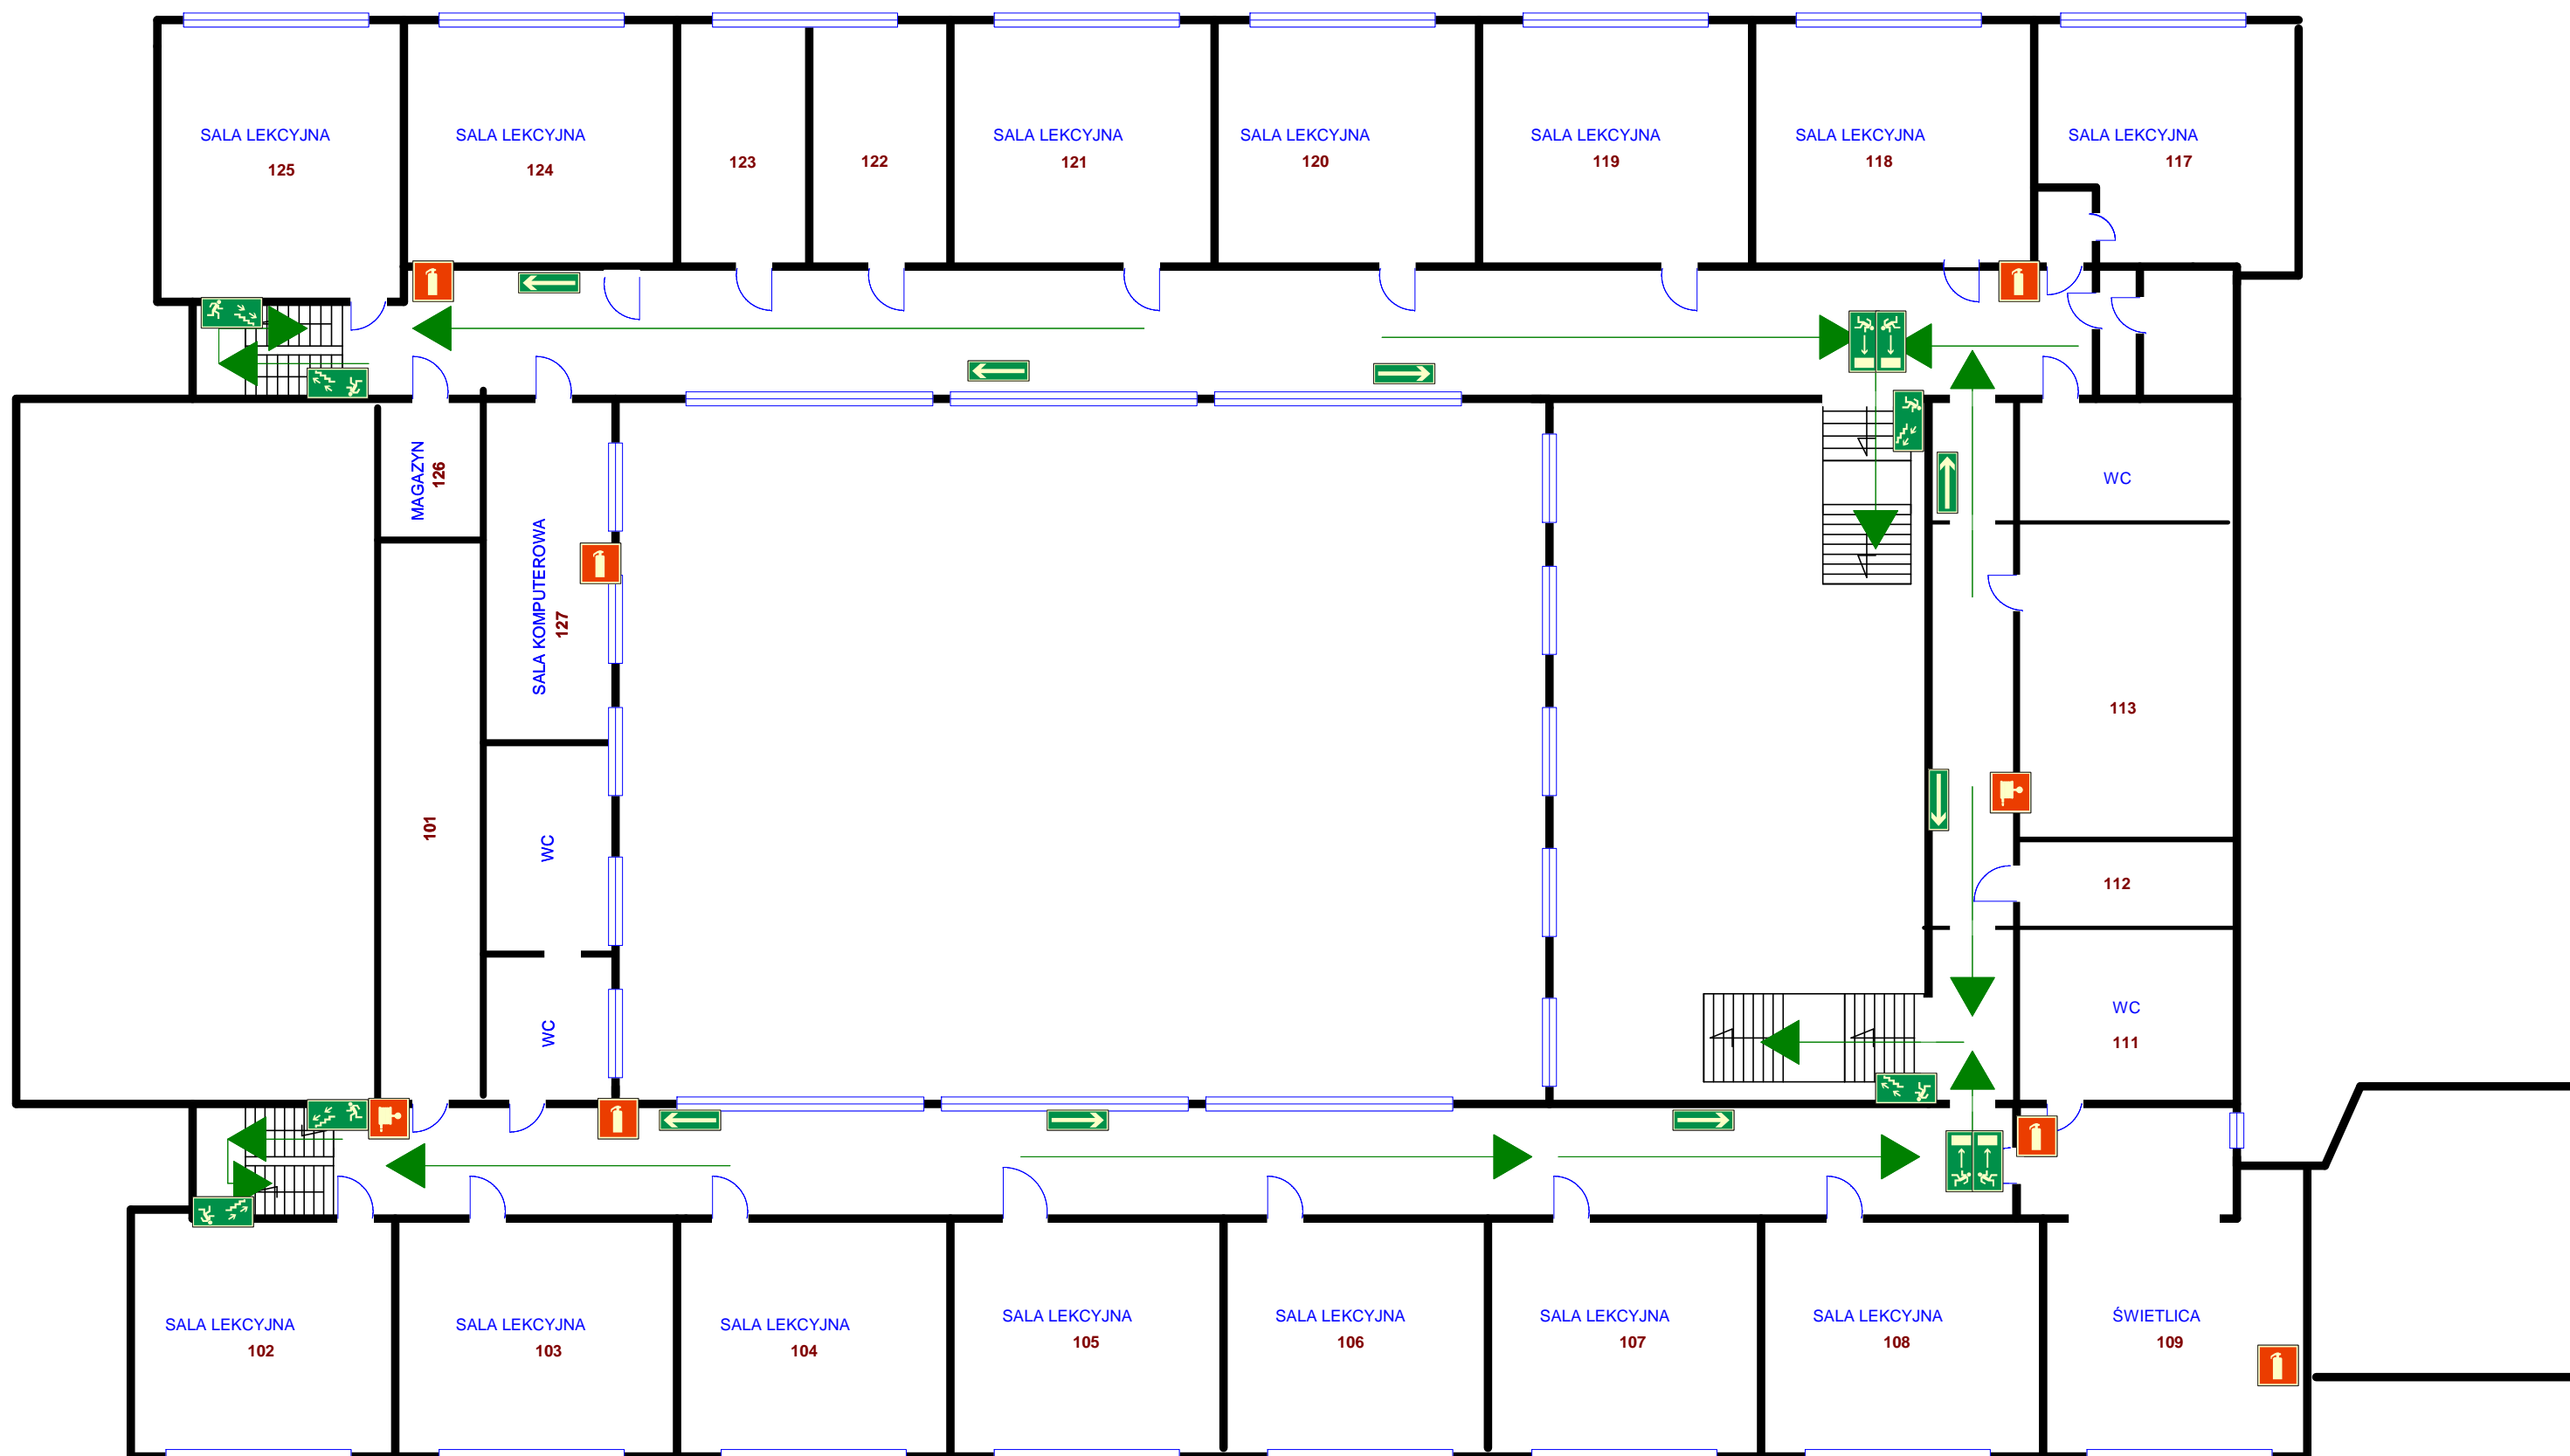 SALA LEKCYJNA
125
SALA LEKCYJNA
124
123
122
SALA LEKCYJNA
121
SALA LEKCYJNA
120
SALA LEKCYJNA
119
SALA LEKCYJNA
118
SALA LEKCYJNA
117
MAGAZYN
126
SALA KOMPUTEROWA
127
WC
113
101
WC
112
WC
WC
111
SALA LEKCYJNA
102
SALA LEKCYJNA
103
SALA LEKCYJNA
104
SALA LEKCYJNA
105
SALA LEKCYJNA
106
SALA LEKCYJNA
107
SALA LEKCYJNA
108
ŚWIETLICA
109